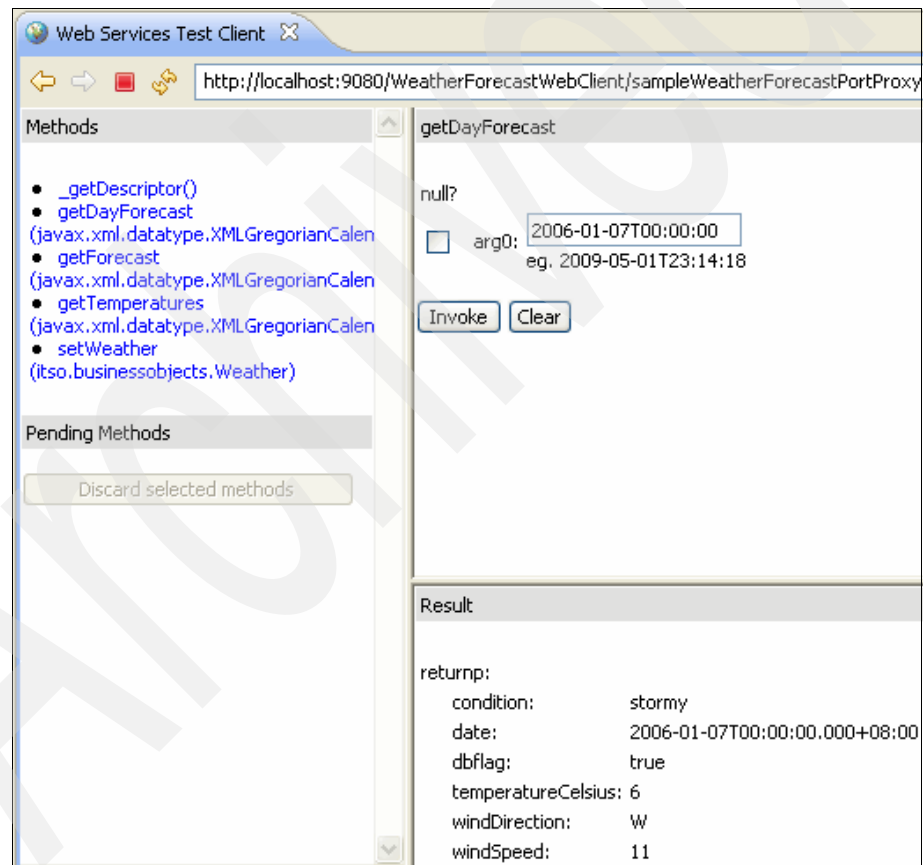 Web Services Test Client
http://localhost:9080/WeatherForecastWebClient/sampleWeatherForecastPortProxy
Methods
_getDescriptor()
getDayForecast
(javax.xml.datatype.XMLGregorianCalen
getForecast
(javax.xml.datatype.XMLGregorianCalen
getTemperatures
(javax.xml.datatype.XMLGregorianCalen
setWeather
(itso.businessobjects.Weather)
Pending Methods
Discard selected methods
getDayForecast
null?
arg0: 2006-01-07T00:00:00
eg. 2009-05-01T23:14:18
Invoke Clear
Result
returnp:
condition: stormy
date: 2006-01-07T00:00:00.000+08:00
dbflag: true
temperatureCelsius: 6
windDirection: W
windSpeed: 11
Archived